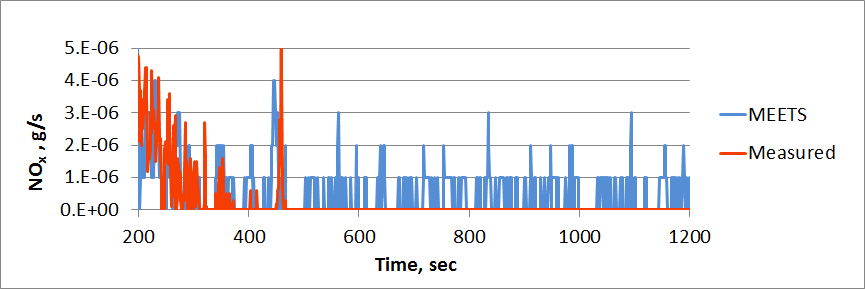 5.E-06
4.E-06
3.E-06
2.E-06
1.E-06
0.E+00
NOx , g/s
200 400 600 800 1000 1200
Time, sec
MEETS
Measured